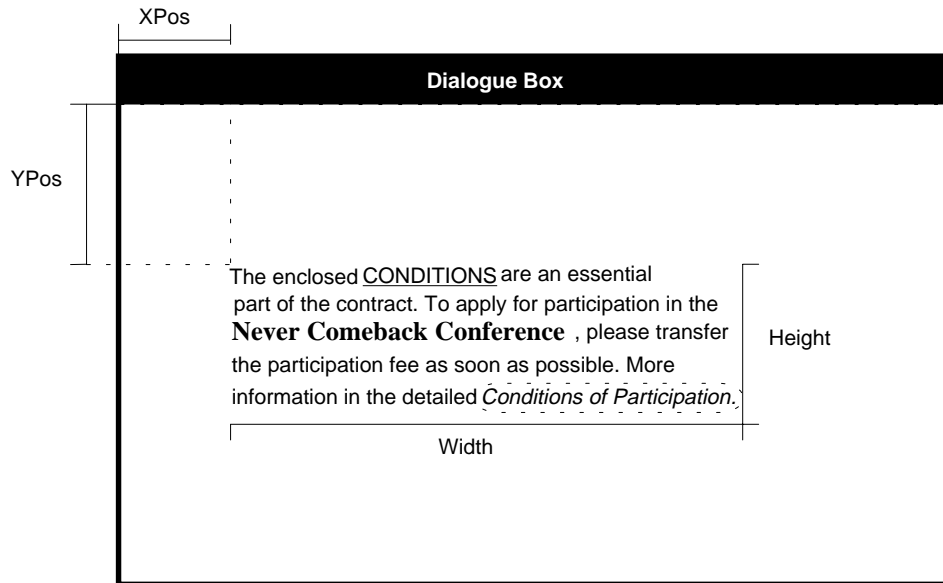 XPos
Dialogue Box
YPos
The enclosed CONDITIONS are an essential
part of the contract. To apply for participation in the
Never Comeback Conference , please transfer
the participation fee as soon as possible. More
information in the detailed Conditions of Participation.
Height
Width